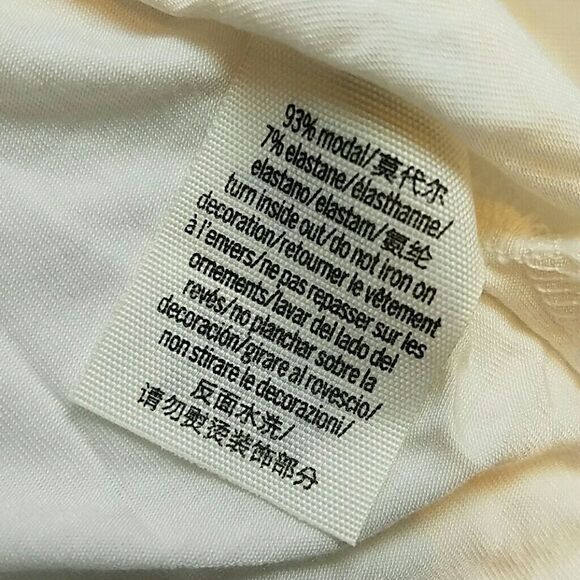 93% modal/莫代尔
7% elastane/élasthanne/
elastano/elastam/氨纶
turn inside out/do not iron on
decoration/retourner le vêtement
à l'envers/ne pas repasser sur les
ornements/lavar del lado del
revés/no planchar sobre la
decoración/girare al rovescio/
non stirare le decorazioni/
反面水洗/
请勿熨烫装饰部分